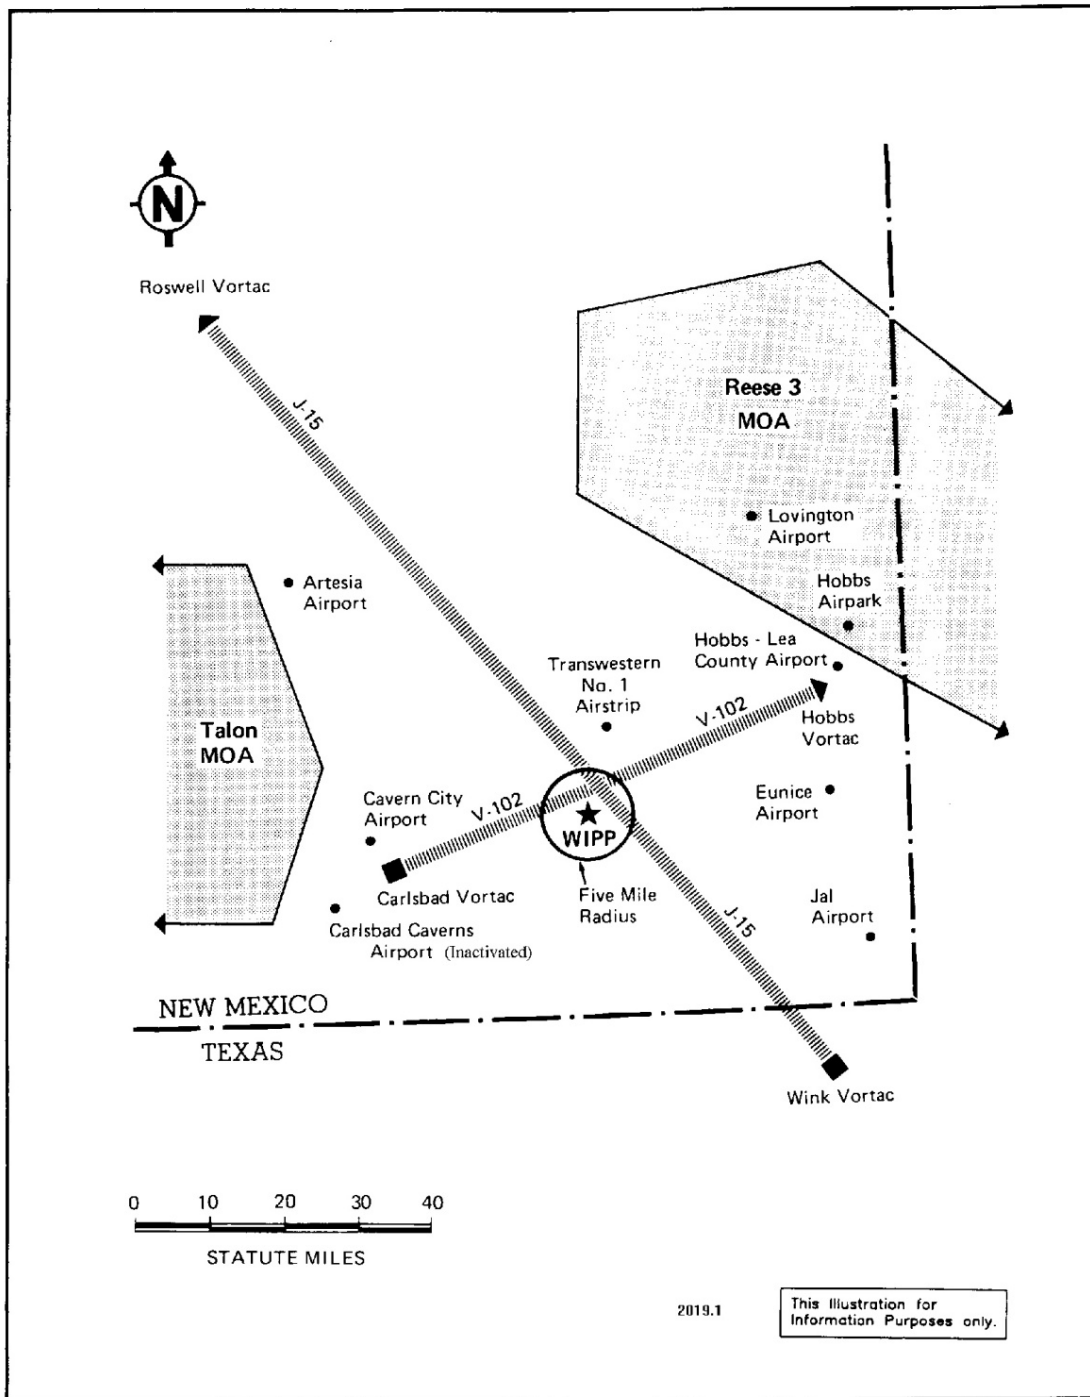 N
Roswell Vortac
J-15
Reese 3
MOA
Lovington
Airport
Artesia
Airport
Hobbs
Airpark
Hobbs - Lea
County Airport
Transwestern
No. 1
Airstrip
V-102
Hobbs
Vortac
Talon
MOA
Eunice
Airport
Cavern City
Airport
V-102
WIPP
Carlsbad Vortac
Five Mile
Radius
Jal
Airport
J-15
Carlsbad Caverns
Airport (Inactivated)
NEW MEXICO
TEXAS
Wink Vortac
0 10 20 30 40
STATUTE MILES
2019.1
This Illustration for
Information Purposes only.